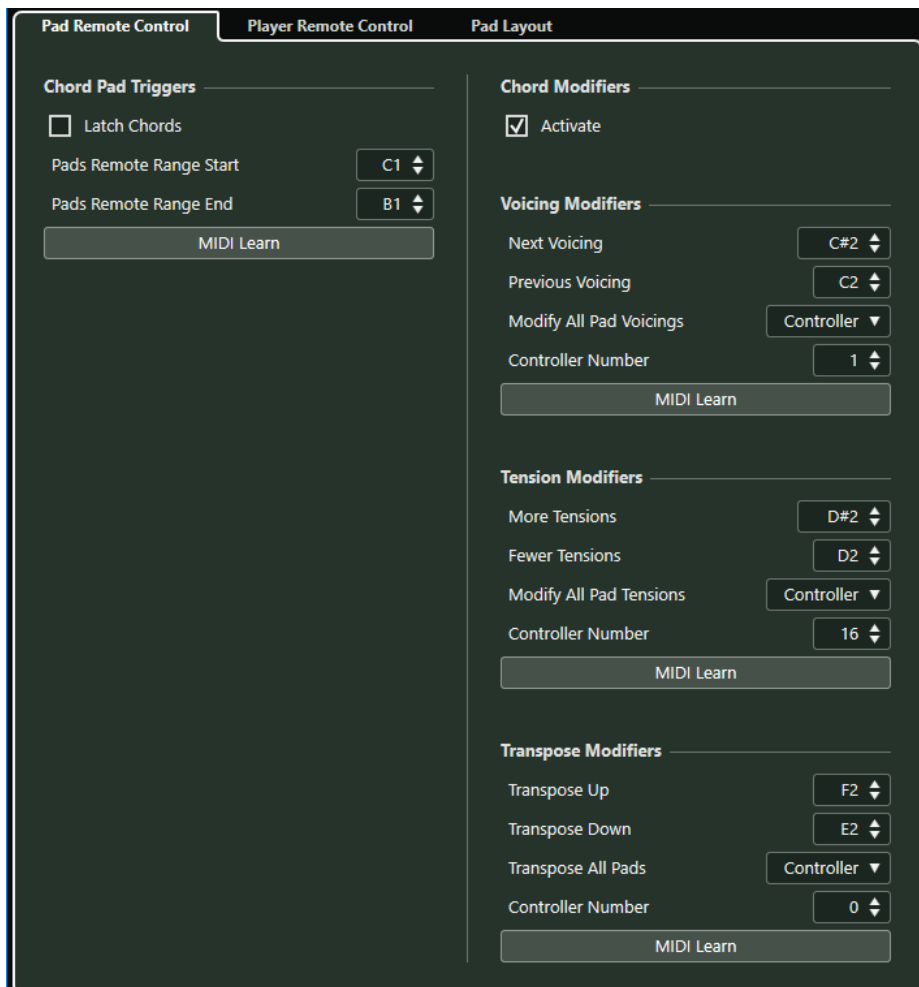 Pad Remote Control
Player Remote Control
Pad Layout
Chord Pad Triggers
Latch Chords
Pads Remote Range Start C1
Pads Remote Range End B1
MIDI Learn
Chord Modifiers
Activate
Voicing Modifiers
Next Voicing C#2
Previous Voicing C2
Modify All Pad Voicings Controller
Controller Number 1
MIDI Learn
Tension Modifiers
More Tensions D#2
Fewer Tensions D2
Modify All Pad Tensions Controller
Controller Number 16
MIDI Learn
Transpose Modifiers
Transpose Up F2
Transpose Down E2
Transpose All Pads Controller
Controller Number 0
MIDI Learn